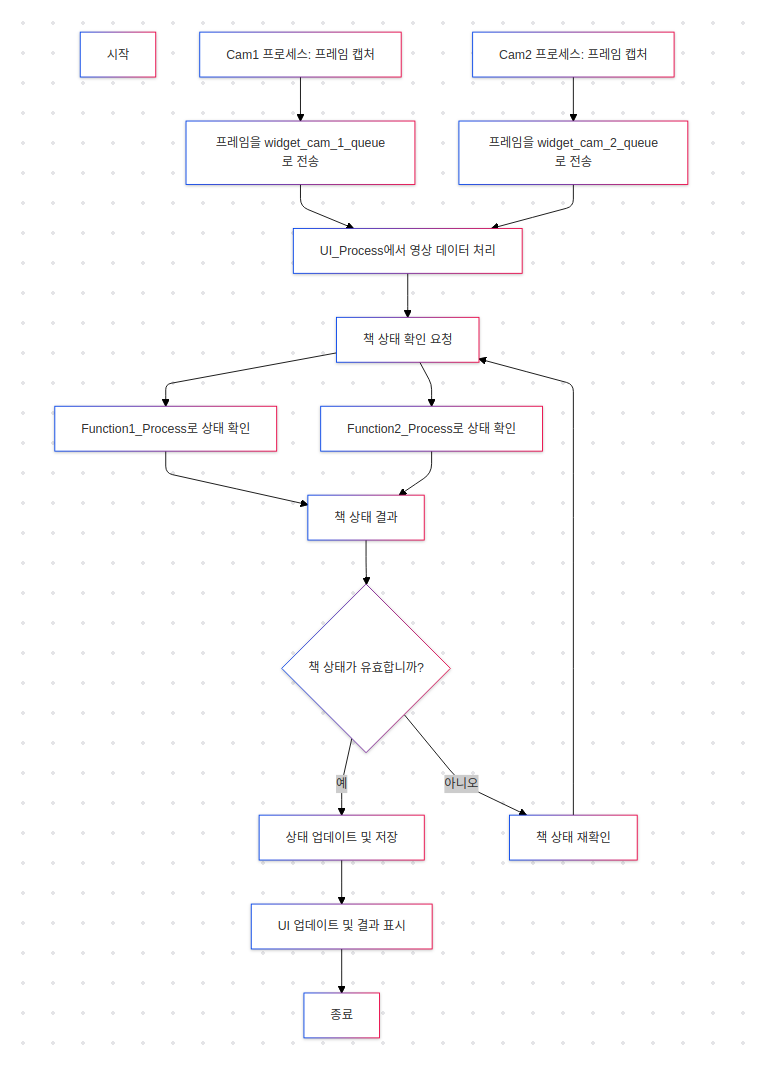 시작
Cam1 프로세스: 프레임 캡처
Cam2 프로세스: 프레임 캡처
프레임을 widget_cam_1_queue
로 전송
프레임을 widget_cam_2_queue
로 전송
UI_Process에서 영상 데이터 처리
책 상태 확인 요청
Function1_Process로 상태 확인
Function2_Process로 상태 확인
책 상태 결과
책 상태가 유효합니까?
예
아니오
상태 업데이트 및 저장
책 상태 재확인
UI 업데이트 및 결과 표시
종료